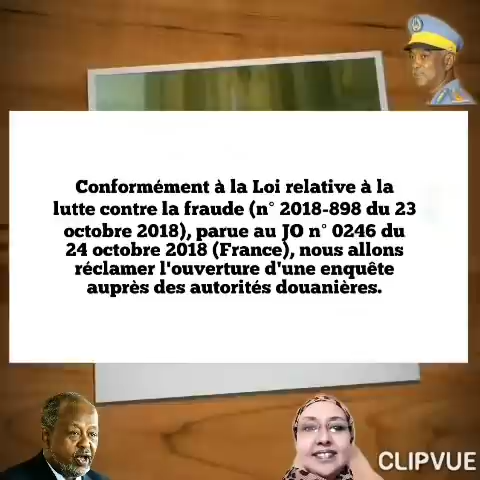 Conformément à la Loi relative à la
lutte contre la fraude (n° 2018-898 du 23
octobre 2018), parue au JO n° 0246 du
24 octobre 2018 (France), nous allons
réclamer l'ouverture d'une enquête
auprès des autorités douanières.
CLIPVUE